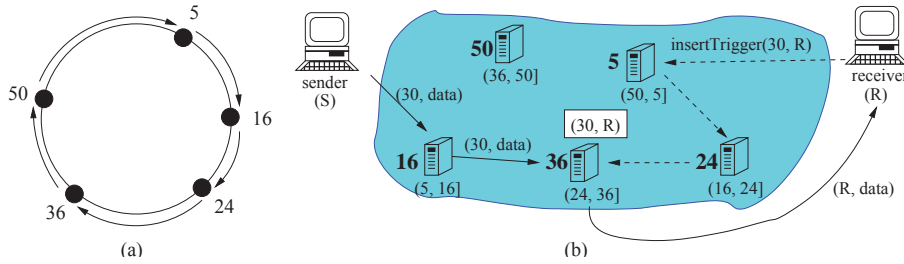 5
16
24
36
50
(a)
sender
(S)
(30, data)
50
(36, 50]
5
(50, 5]
insertTrigger(30, R)
receiver
(R)
(30, R)
16
(5, 16]
(30, data)
36
(24, 36]
24
(16, 24]
(R, data)
(b)